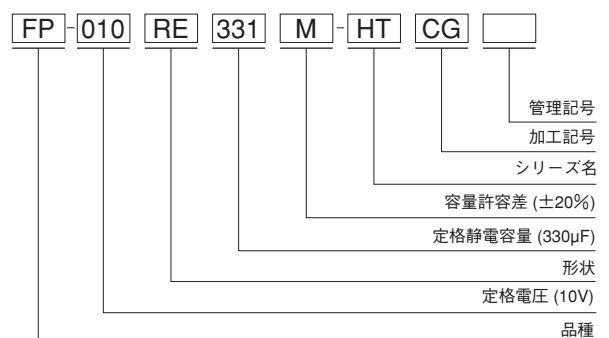 FP-010 RE 331 M-HT CG
管理記号
加工記号
シリーズ名
容量許容差 (±20%)
定格静電容量 (330µF)
形状
定格電圧 (10V)
品種